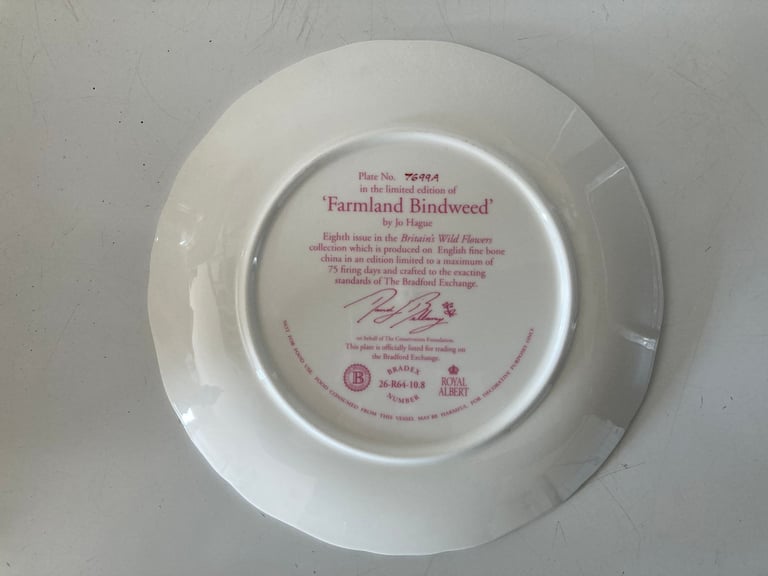 Plate No. 7699A
in the limited edition of
'Farmland Bindweed'
by Jo Hague
Eighth issue in the Britain's Wild Flowers
collection which is produced on English fine bone
china in an edition limited to a maximum of
75 firing days and crafted to the exacting
standards of The Bradford Exchange.
on behalf of The Conservation Foundation.
This plate is officially listed for trading on
the Bradford Exchange.
B
BRADEX
26-R64-10.8
NUMBER
ROYAL
ALBERT
NOT FOR FOOD USE. FOOD CONSUMED FROM THIS VESSEL MAY BE HARMFUL. FOR DECORATIVE PURPOSES ONLY.